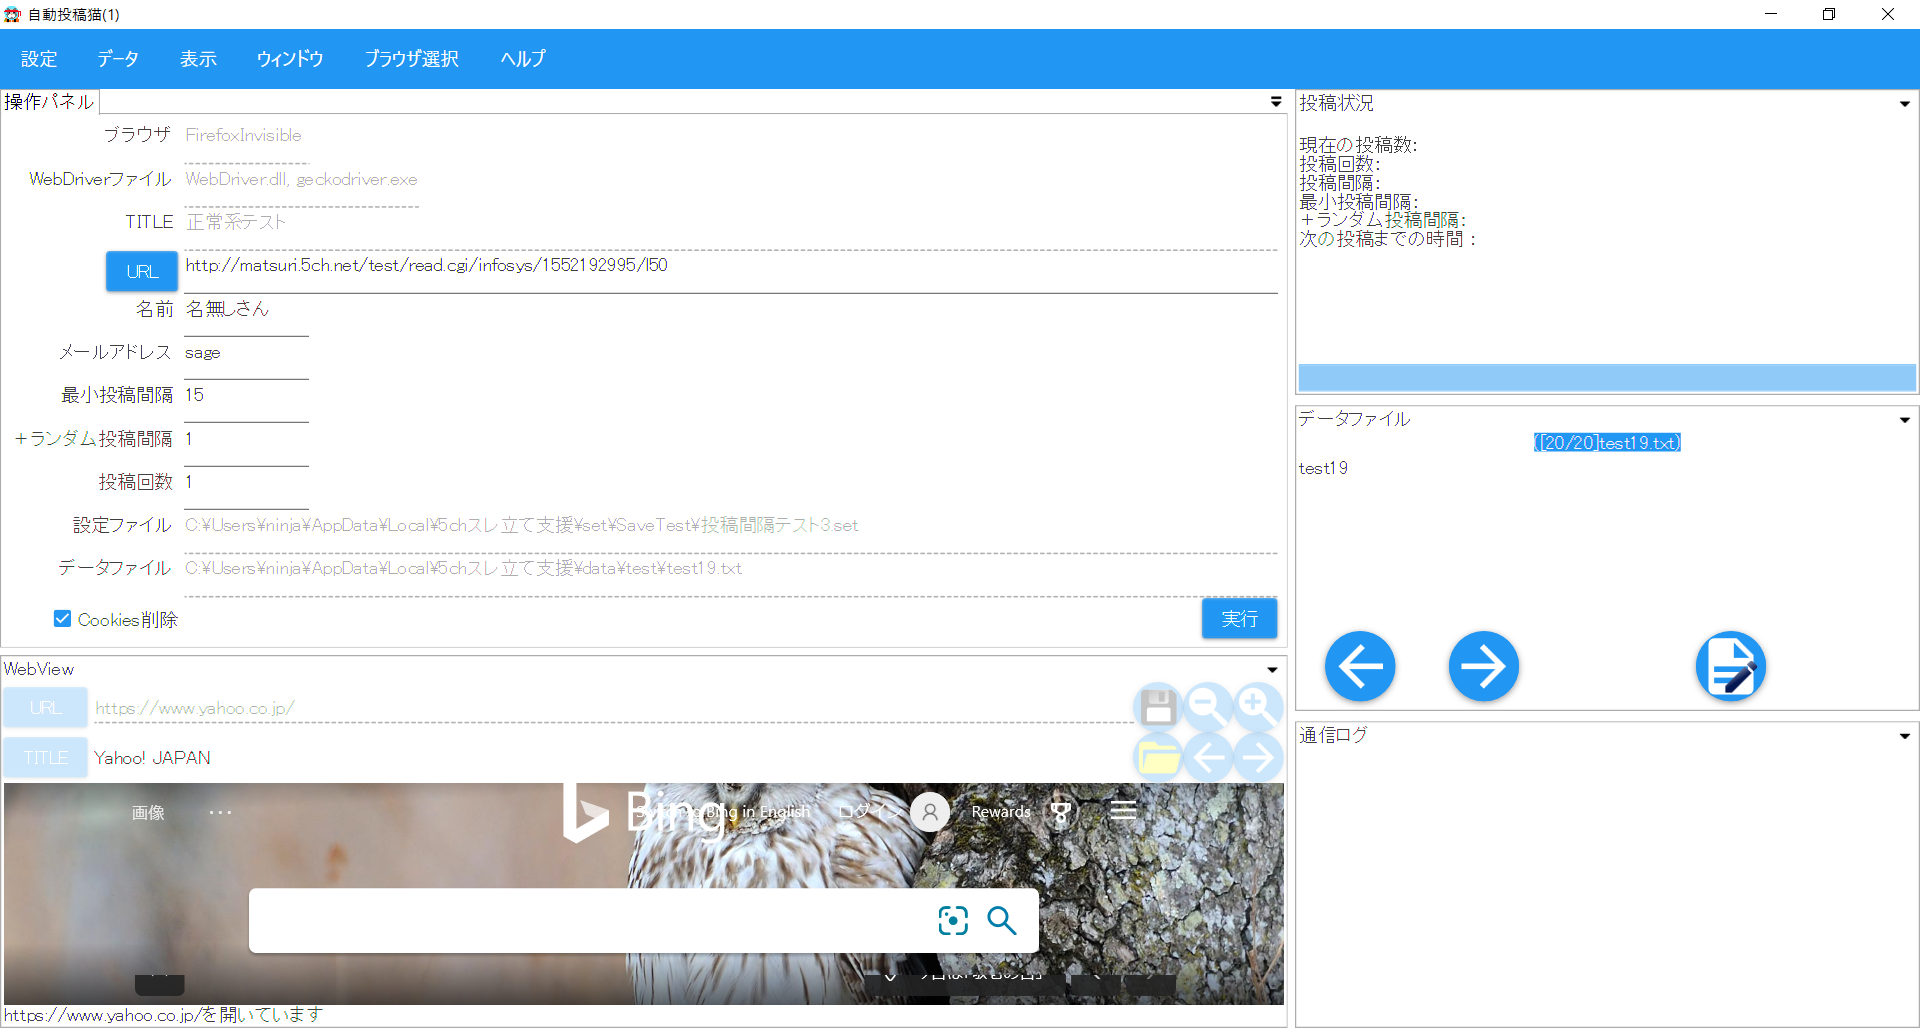 自動投稿猫(1)
設定 データ 表示 ウィンドウ ブラウザ選択 ヘルプ
操作パネル
ブラウザ FirefoxInvisible
WebDriverファイル WebDriver.dll, geckodriver.exe
TITLE 正常系テスト
URL http://matsuri.5ch.net/test/read.cgi/infosys/1552192995/l50
名前 名無しさん
メールアドレス sage
最小投稿間隔 15
+ランダム投稿間隔 1
投稿回数 1
設定ファイル C:¥Users¥ninja¥AppData¥Local¥5chスレ立て支援¥set¥SaveTest¥投稿間隔テスト3.set
データファイル C:¥Users¥ninja¥AppData¥Local¥5chスレ立て支援¥data¥test¥test19.txt
Cookies削除 実行
WebView
URL https://www.yahoo.co.jp/
TITLE Yahoo! JAPAN
画像 ... Bing Bing in English ログイン Rewards
https://www.yahoo.co.jp/を開いています
投稿状況
現在の投稿数:
投稿回数:
投稿間隔:
最小投稿間隔:
+ランダム投稿間隔:
次の投稿までの時間:
データファイル
([20/20]test19.txt)
test19
通信ログ